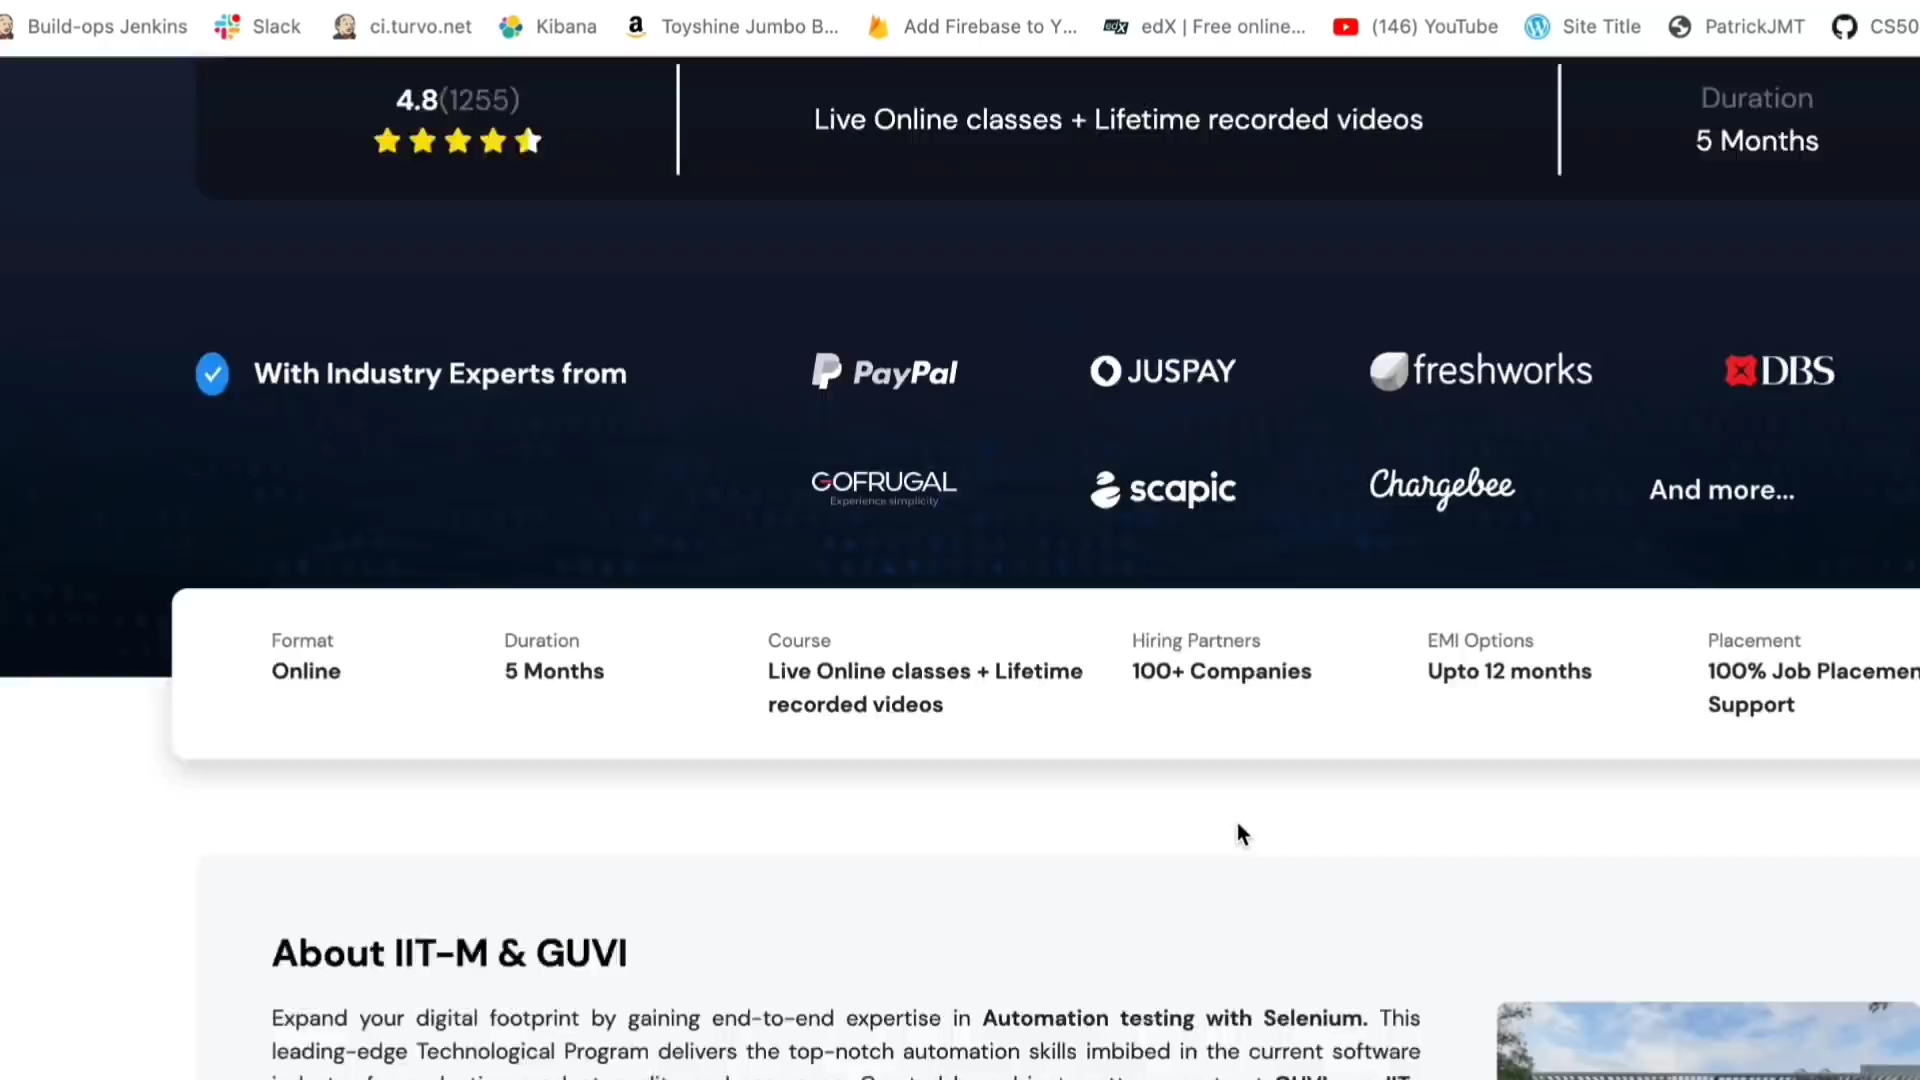 Build-ops Jenkins Slack ci.turvo.net Kibana Toyshine Jumbo B... Add Firebase to Y... edX | Free online... (146) YouTube Site Title PatrickJMT CS50
4.8(1255)
Live Online classes + Lifetime recorded videos
Duration
5 Months
With Industry Experts from
PayPal JUSPAY freshworks DBS
GOFRUGAL scapic Chargebee And more...
Experience simplicity
Format Duration Course Hiring Partners EMI Options Placement
Online 5 Months Live Online classes + Lifetime 100+ Companies Upto 12 months 100% Job Placemen
recorded videos Support
About IIT-M & GUVI
Expand your digital footprint by gaining end-to-end expertise in Automation testing with Selenium. This
leading-edge Technological Program delivers the top-notch automation skills imbibed in the current software